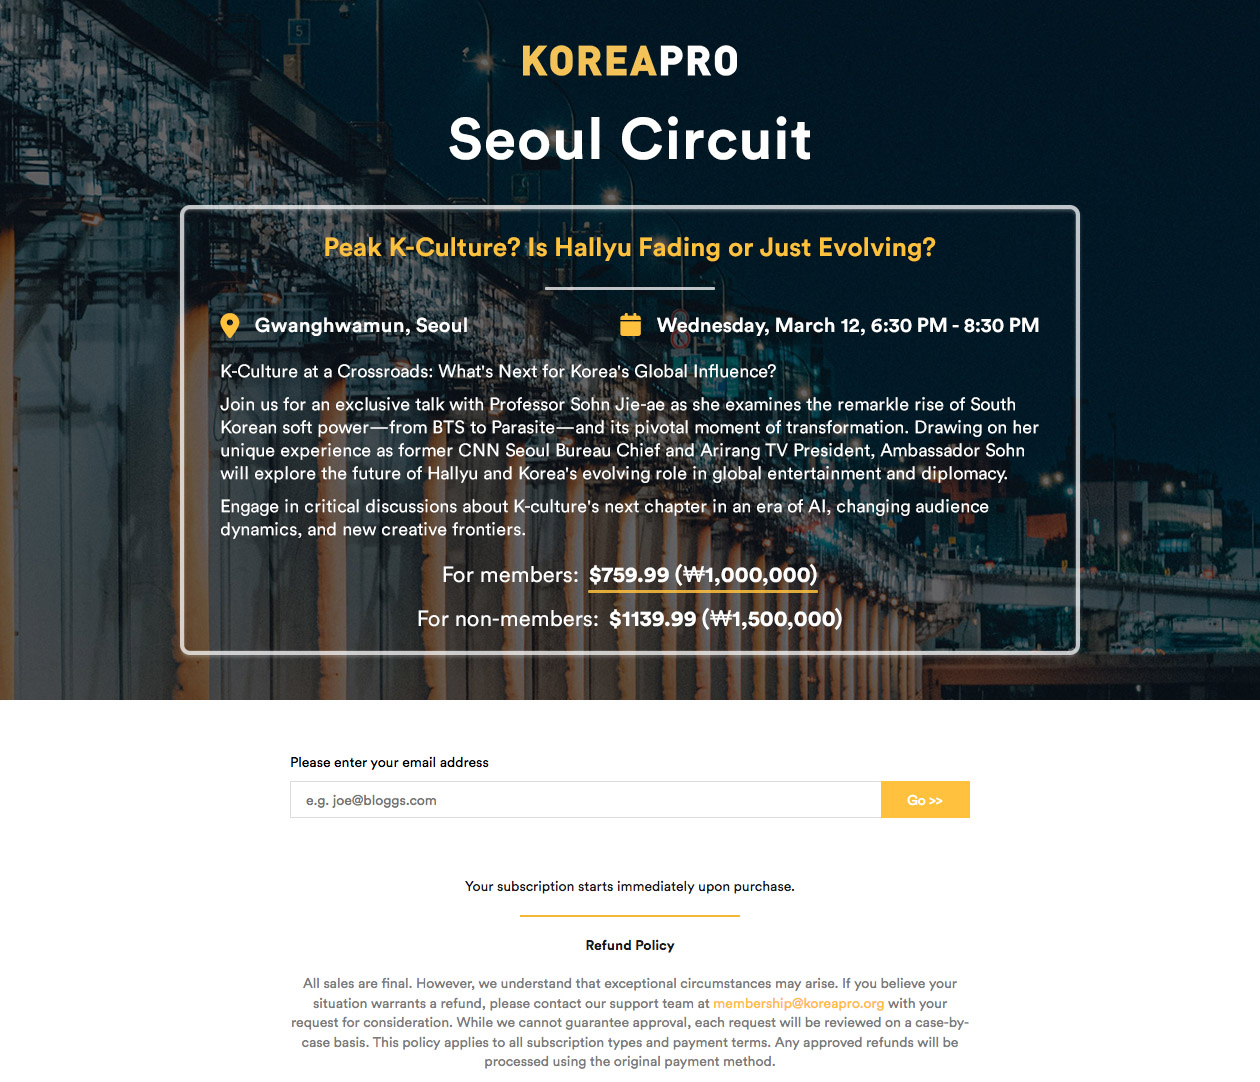 5
KOREAPRO
Seoul Circuit
Peak K-Culture? Is Hallyu Fading or Just Evolving?
Gwanghwamun, Seoul
Wednesday, March 12, 6:30 PM - 8:30 PM
K-Culture at a Crossroads: What's Next for Korea's Global Influence?
Join us for an exclusive talk with Professor Sohn Jie-ae as she examines the remarkle rise of South
Korean soft power—from BTS to Parasite—and its pivotal moment of transformation. Drawing on her
unique experience as former CNN Seoul Bureau Chief and Arirang TV President, Ambassador Sohn
will explore the future of Hallyu and Korea's evolving role in global entertainment and diplomacy.
Engage in critical discussions about K-culture's next chapter in an era of AI, changing audience
dynamics, and new creative frontiers.
For members: $759.99 (₩1,000,000)
For non-members: $1139.99 (₩1,500,000)
Please enter your email address
e.g. joe@bloggs.com
Go >>
Your subscription starts immediately upon purchase.
Refund Policy
All sales are final. However, we understand that exceptional circumstances may arise. If you believe your
situation warrants a refund, please contact our support team at membership@koreapro.org with your
request for consideration. While we cannot guarantee approval, each request will be reviewed on a case-by-
case basis. This policy applies to all subscription types and payment terms. Any approved refunds will be
processed using the original payment method.